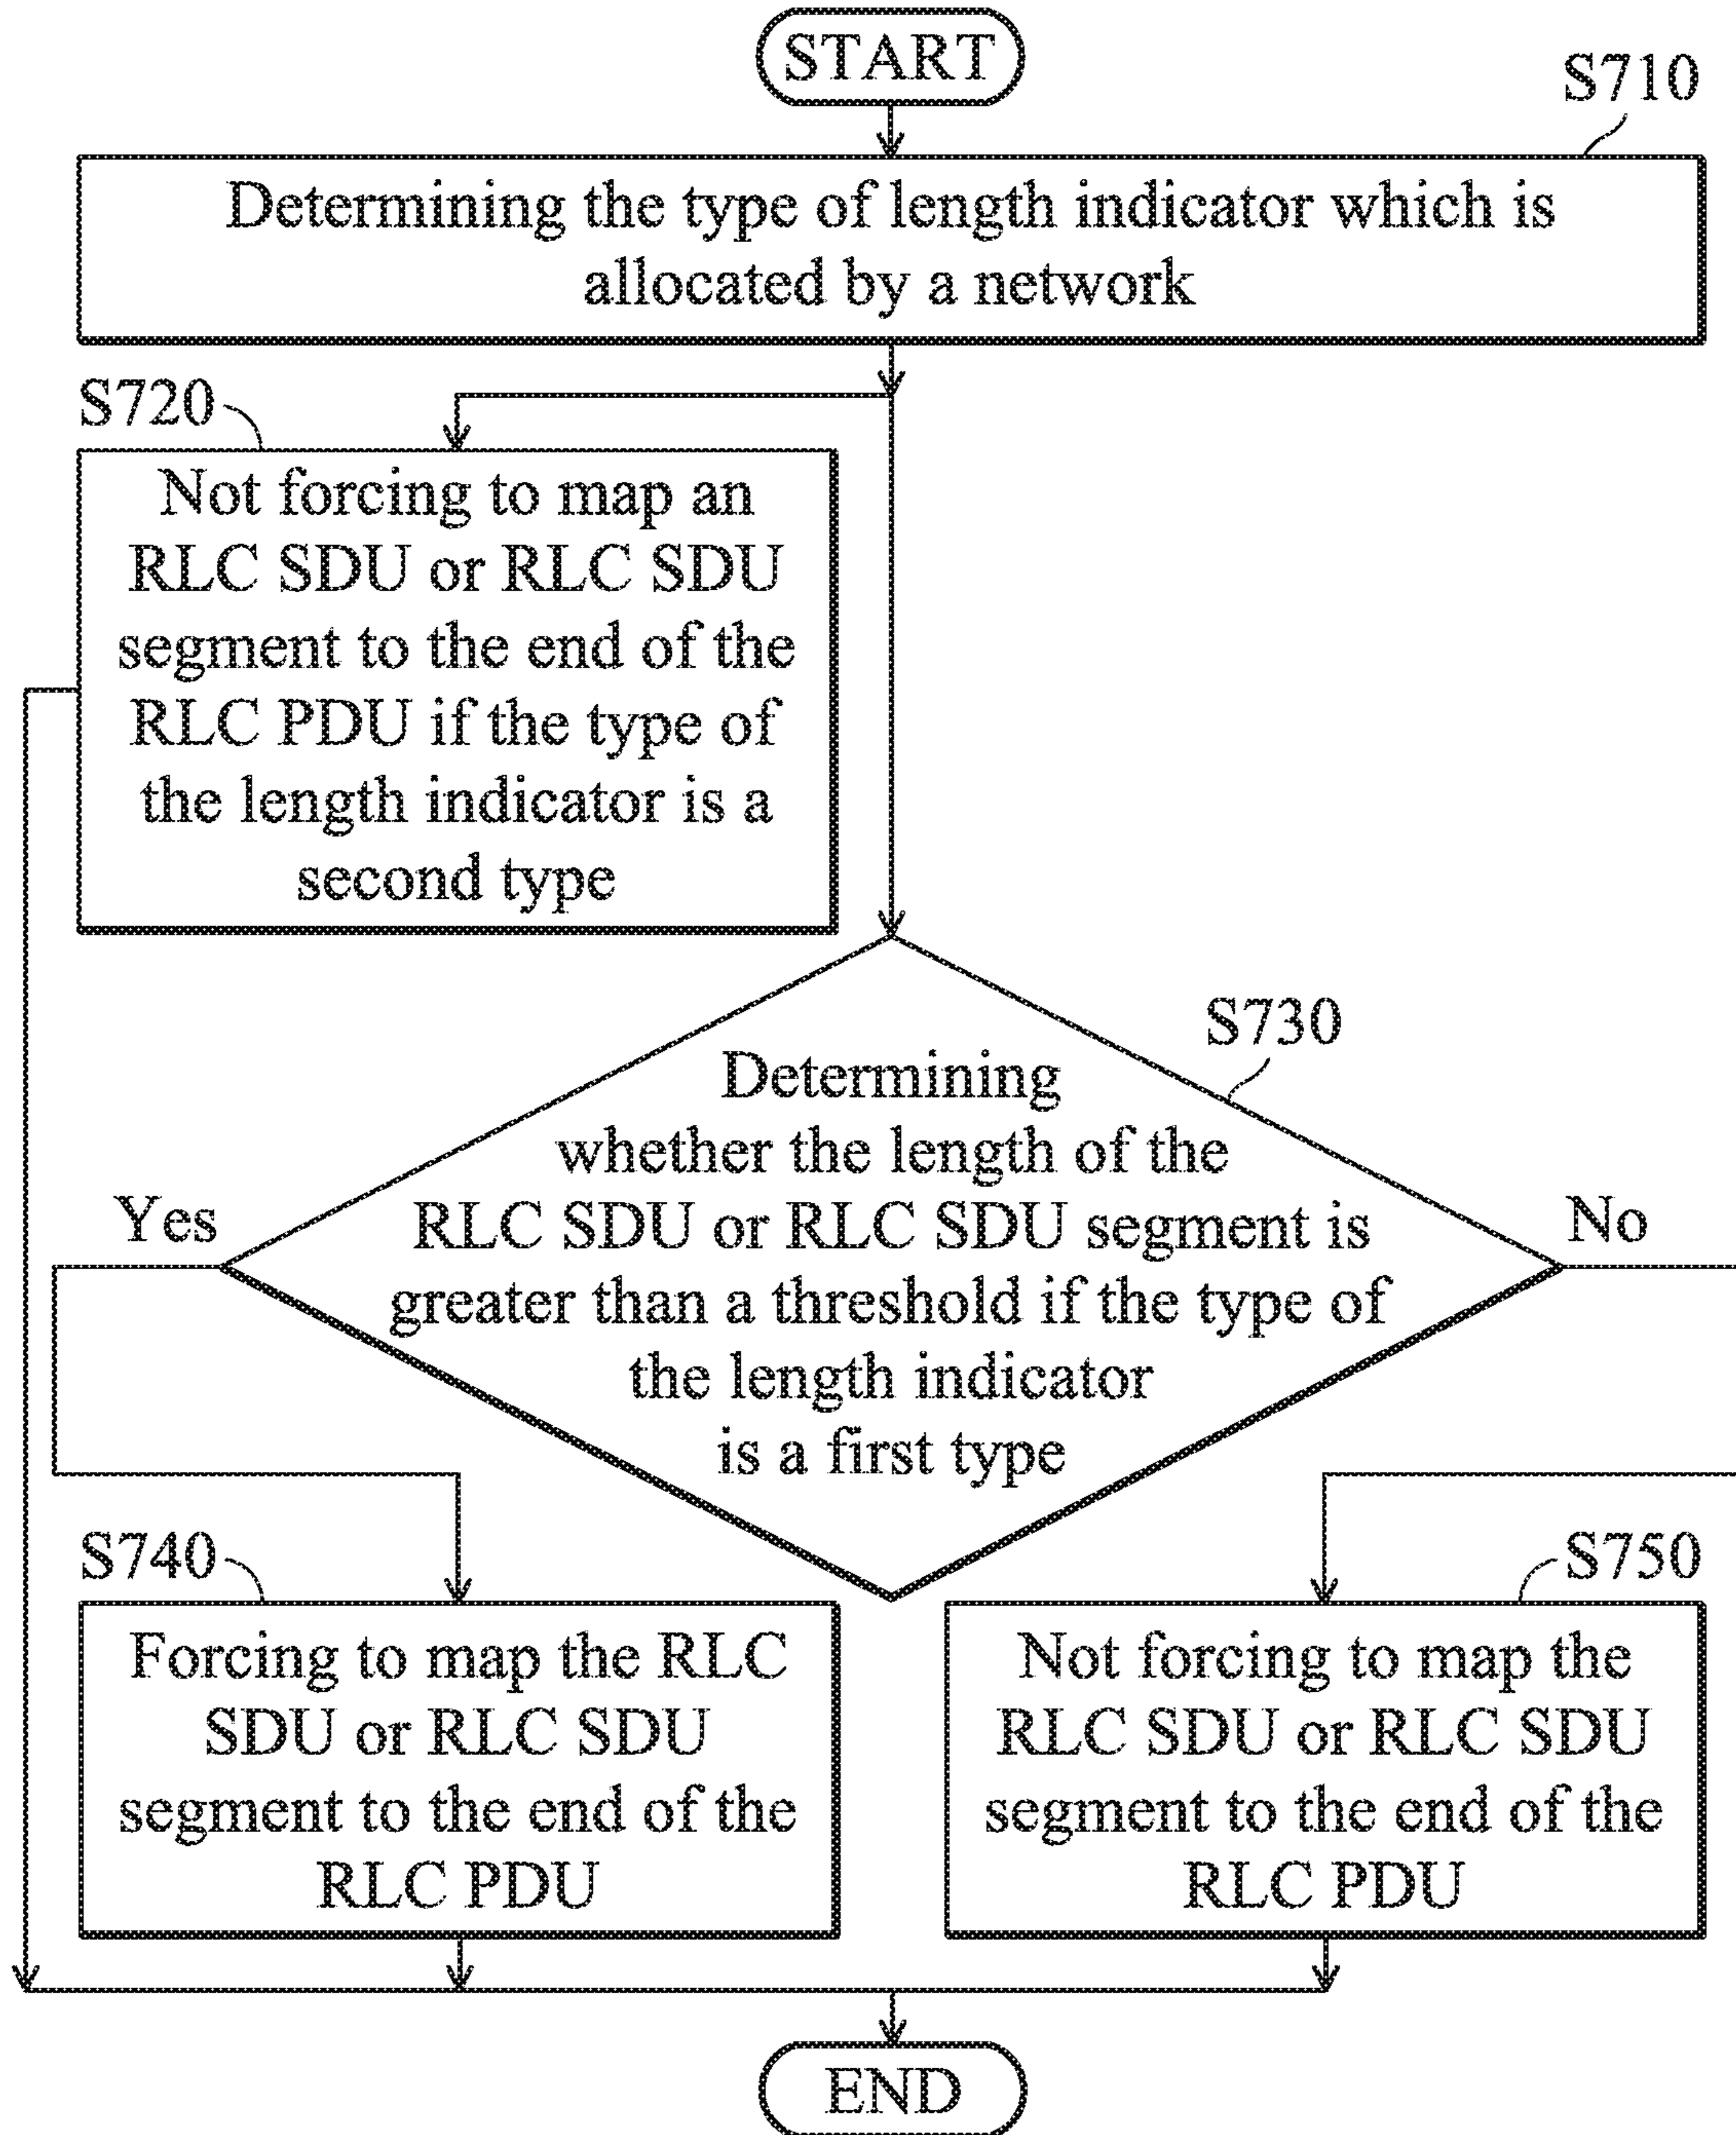 START
S710
Determining the type of length indicator which is
allocated by a network
S720
Not forcing to map an
RLC SDU or RLC SDU
segment to the end of the
RLC PDU if the type of
the length indicator is a
second type
S730
Determining
whether the length of the
RLC SDU or RLC SDU segment is
greater than a threshold if the type of
the length indicator
is a first type
Yes
No
S740
Forcing to map the RLC
SDU or RLC SDU
segment to the end of the
RLC PDU
S750
Not forcing to map the
RLC SDU or RLC SDU
segment to the end of the
RLC PDU
END